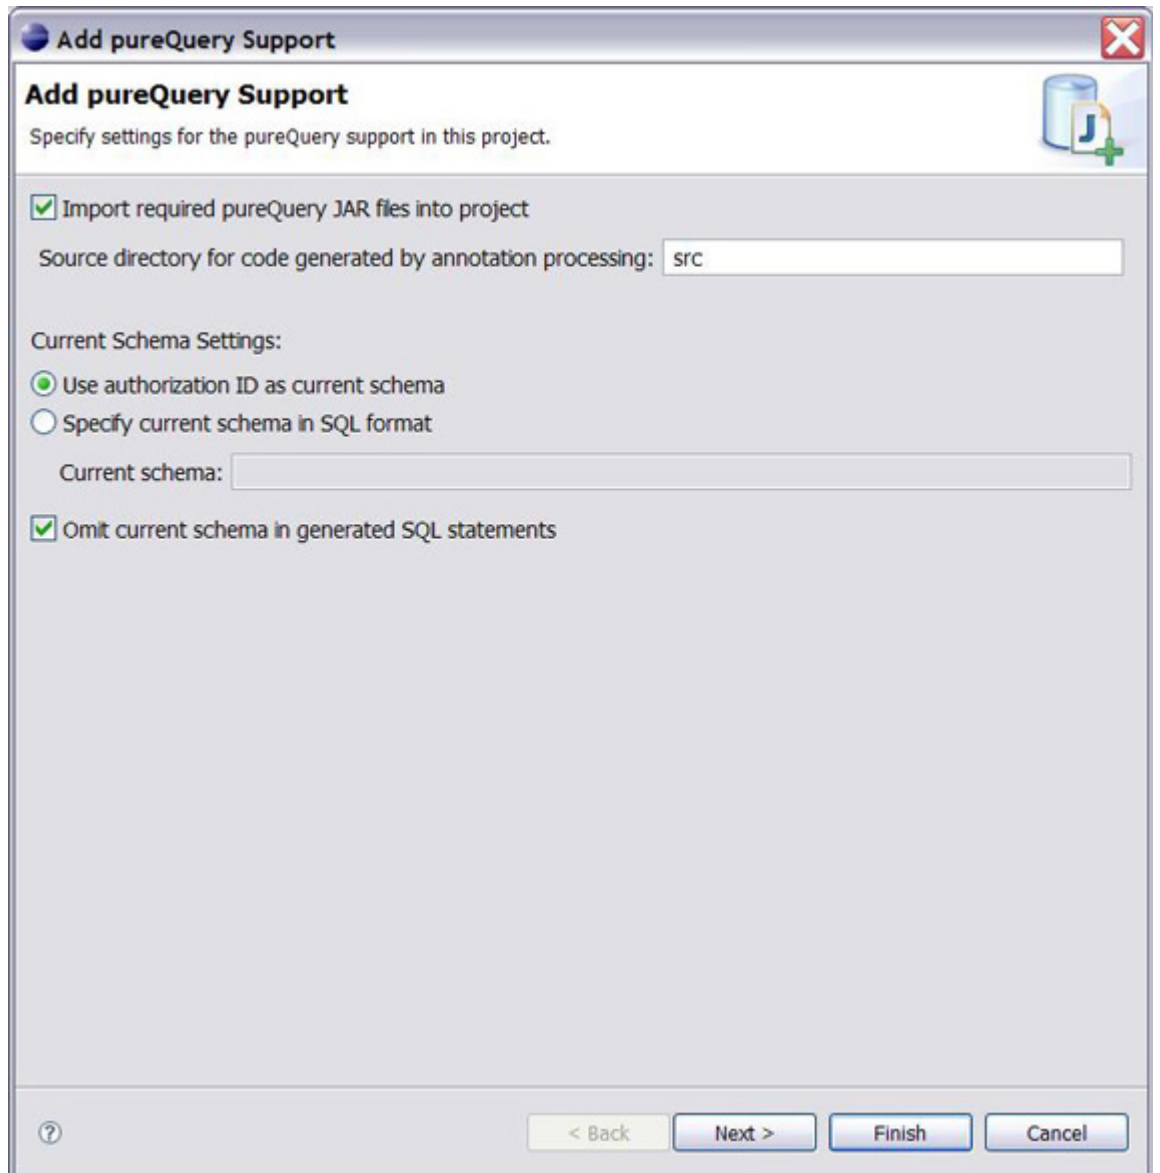 Add pureQuery Support
Add pureQuery Support
Specify settings for the pureQuery support in this project.
J
Import required pureQuery JAR files into project
Source directory for code generated by annotation processing: src
Current Schema Settings:
Use authorization ID as current schema
Specify current schema in SQL format
Current schema:
Omit current schema in generated SQL statements
? < Back Next > Finish Cancel